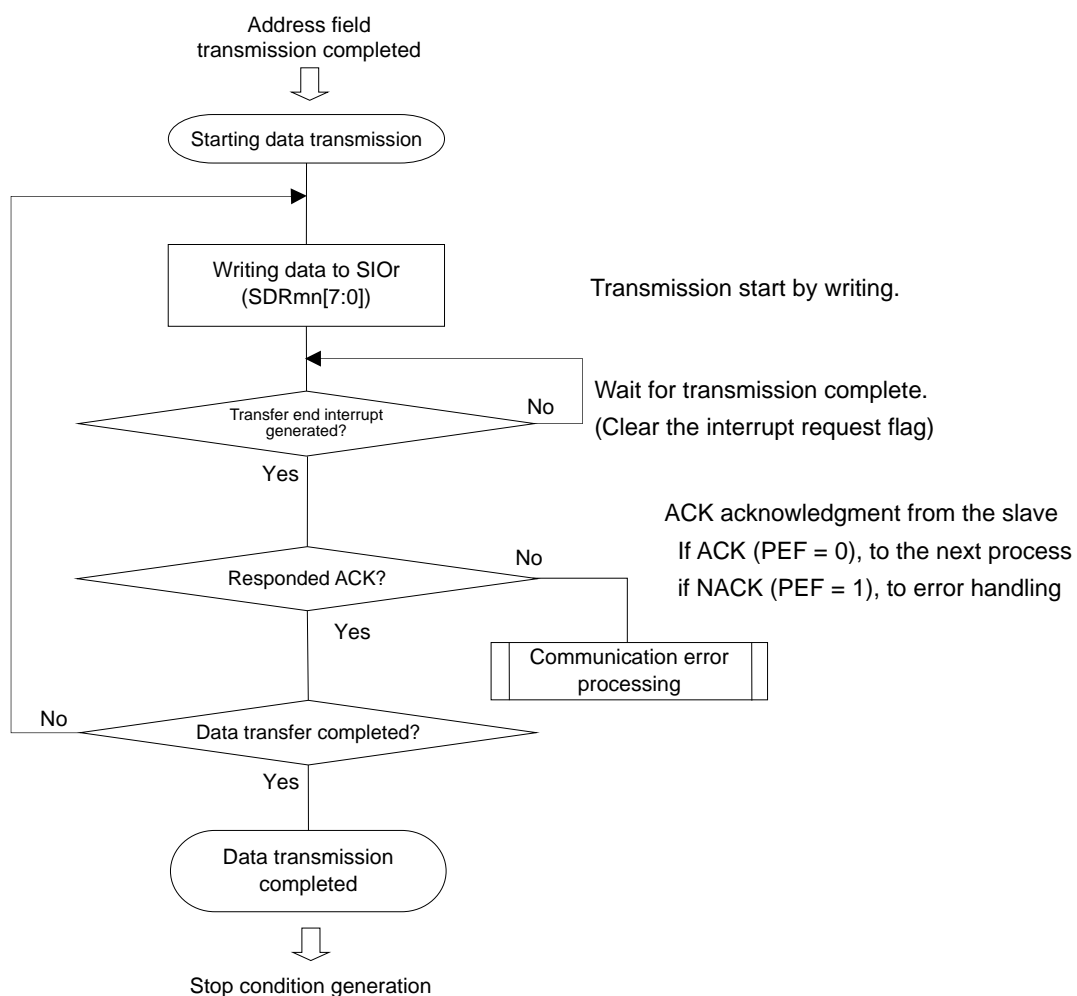 Address field
transmission completed
Starting data transmission
Writing data to SIOr
(SDRmn[7:0])
Transmission start by writing.
Transfer end interrupt
generated?
No
Wait for transmission complete.
(Clear the interrupt request flag)
Yes
Responded ACK?
No
ACK acknowledgment from the slave
If ACK (PEF = 0), to the next process
if NACK (PEF = 1), to error handling
Yes
Communication error
processing
No
Data transfer completed?
Yes
Data transmission
completed
Stop condition generation